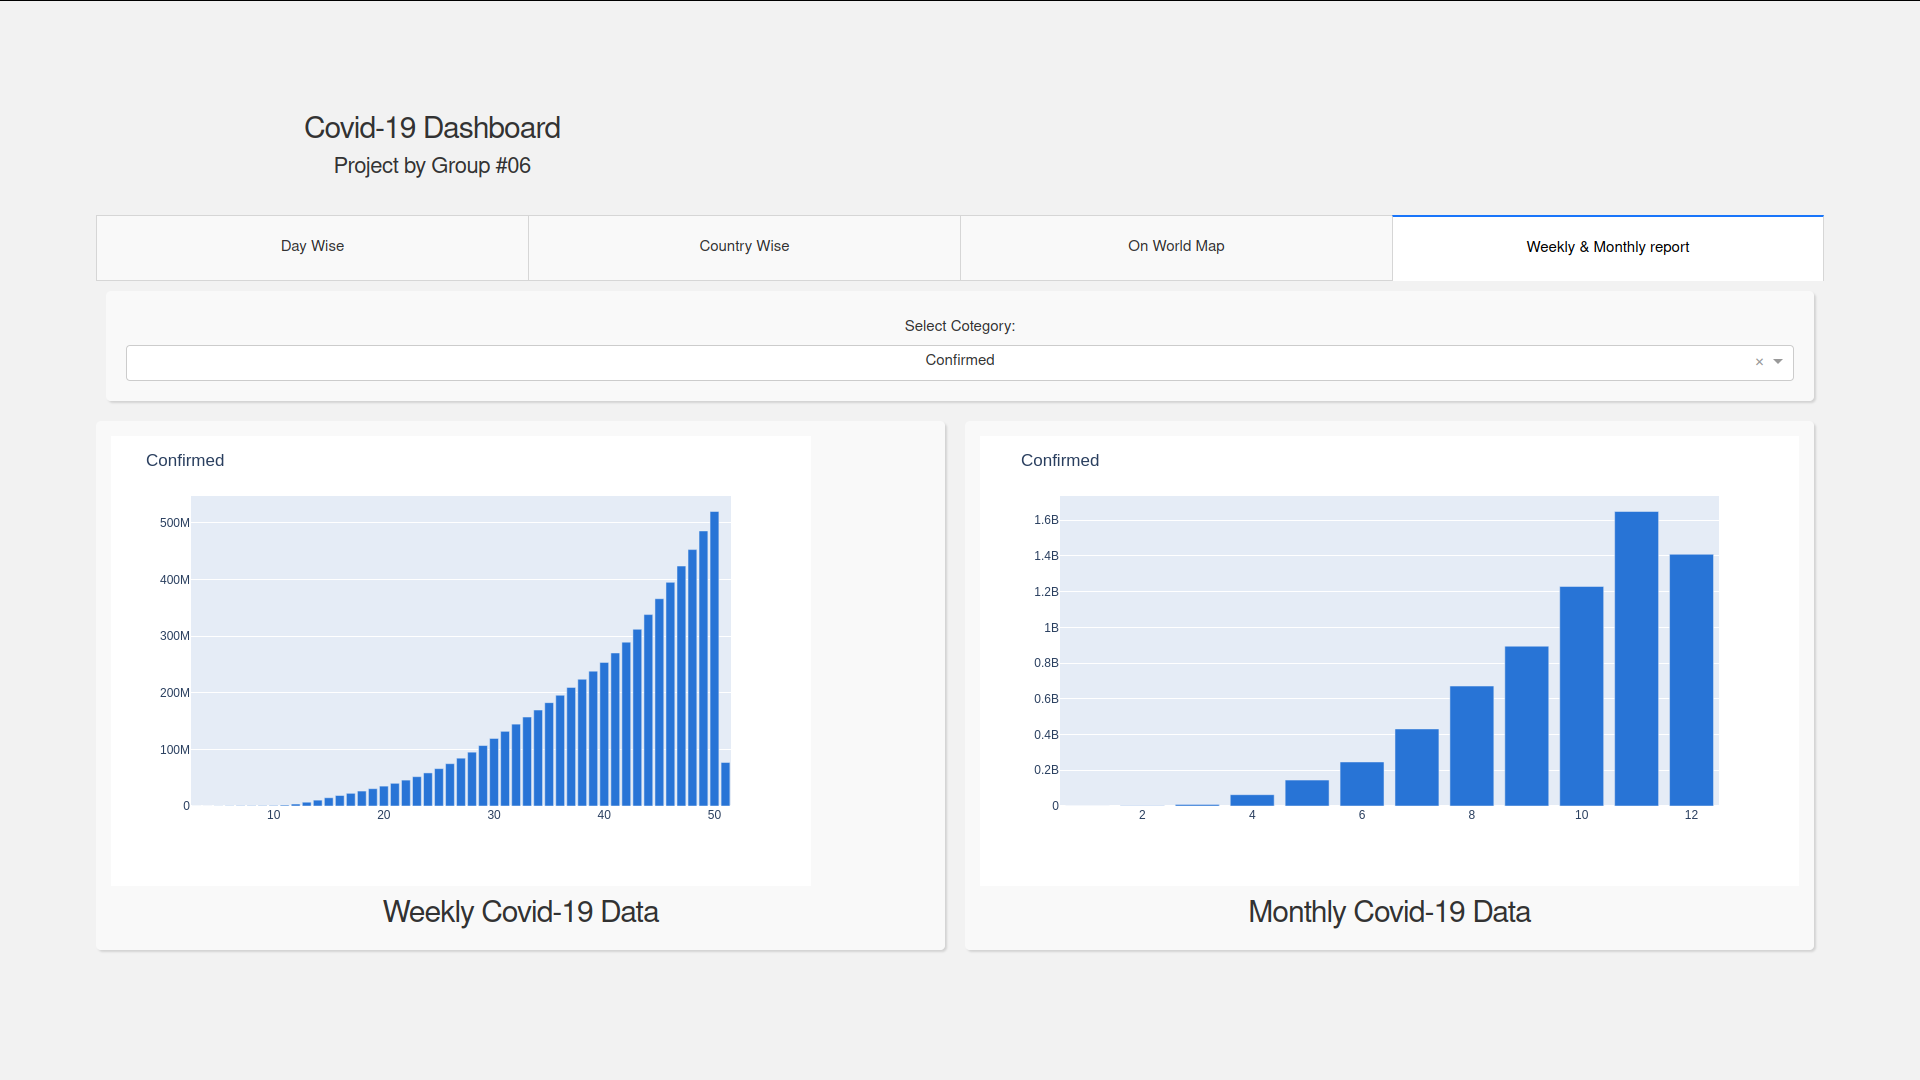 Covid-19 Dashboard
Project by Group #06
Day Wise
Country Wise
On World Map
Weekly & Monthly report
Select Cotegory:
Confirmed
×
Confirmed
500M
400M
300M
200M
100M
0
10 20 30 40 50
Weekly Covid-19 Data
Confirmed
1.6B
1.4B
1.2B
1B
0.8B
0.6B
0.4B
0.2B
0
2 4 6 8 10 12
Monthly Covid-19 Data